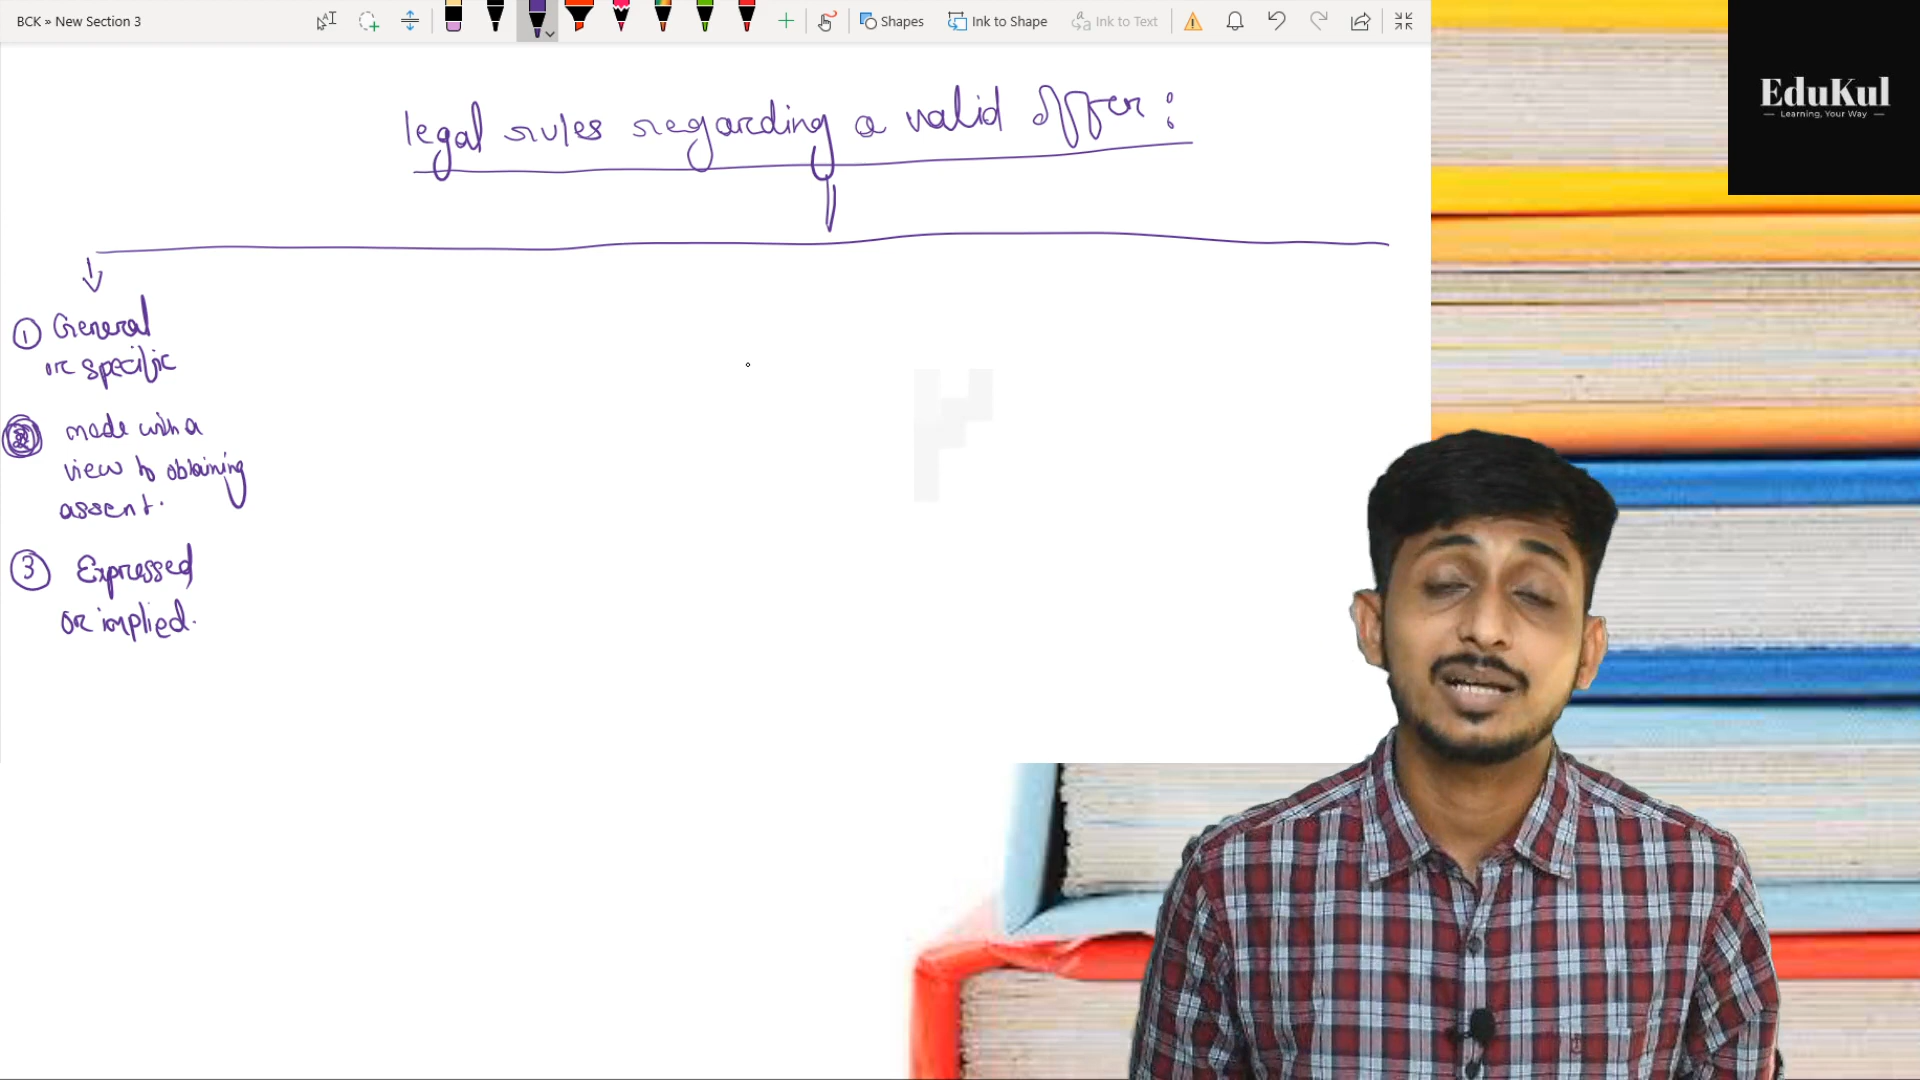 BCK » New Section 3
Shapes
Ink to Shape
Ink to Text
EduKul
Learning, Your Way
legal rules regarding a valid offer:
① General
or specific
② made with a
view to obtaining
assent.
③ Expressed
or implied.